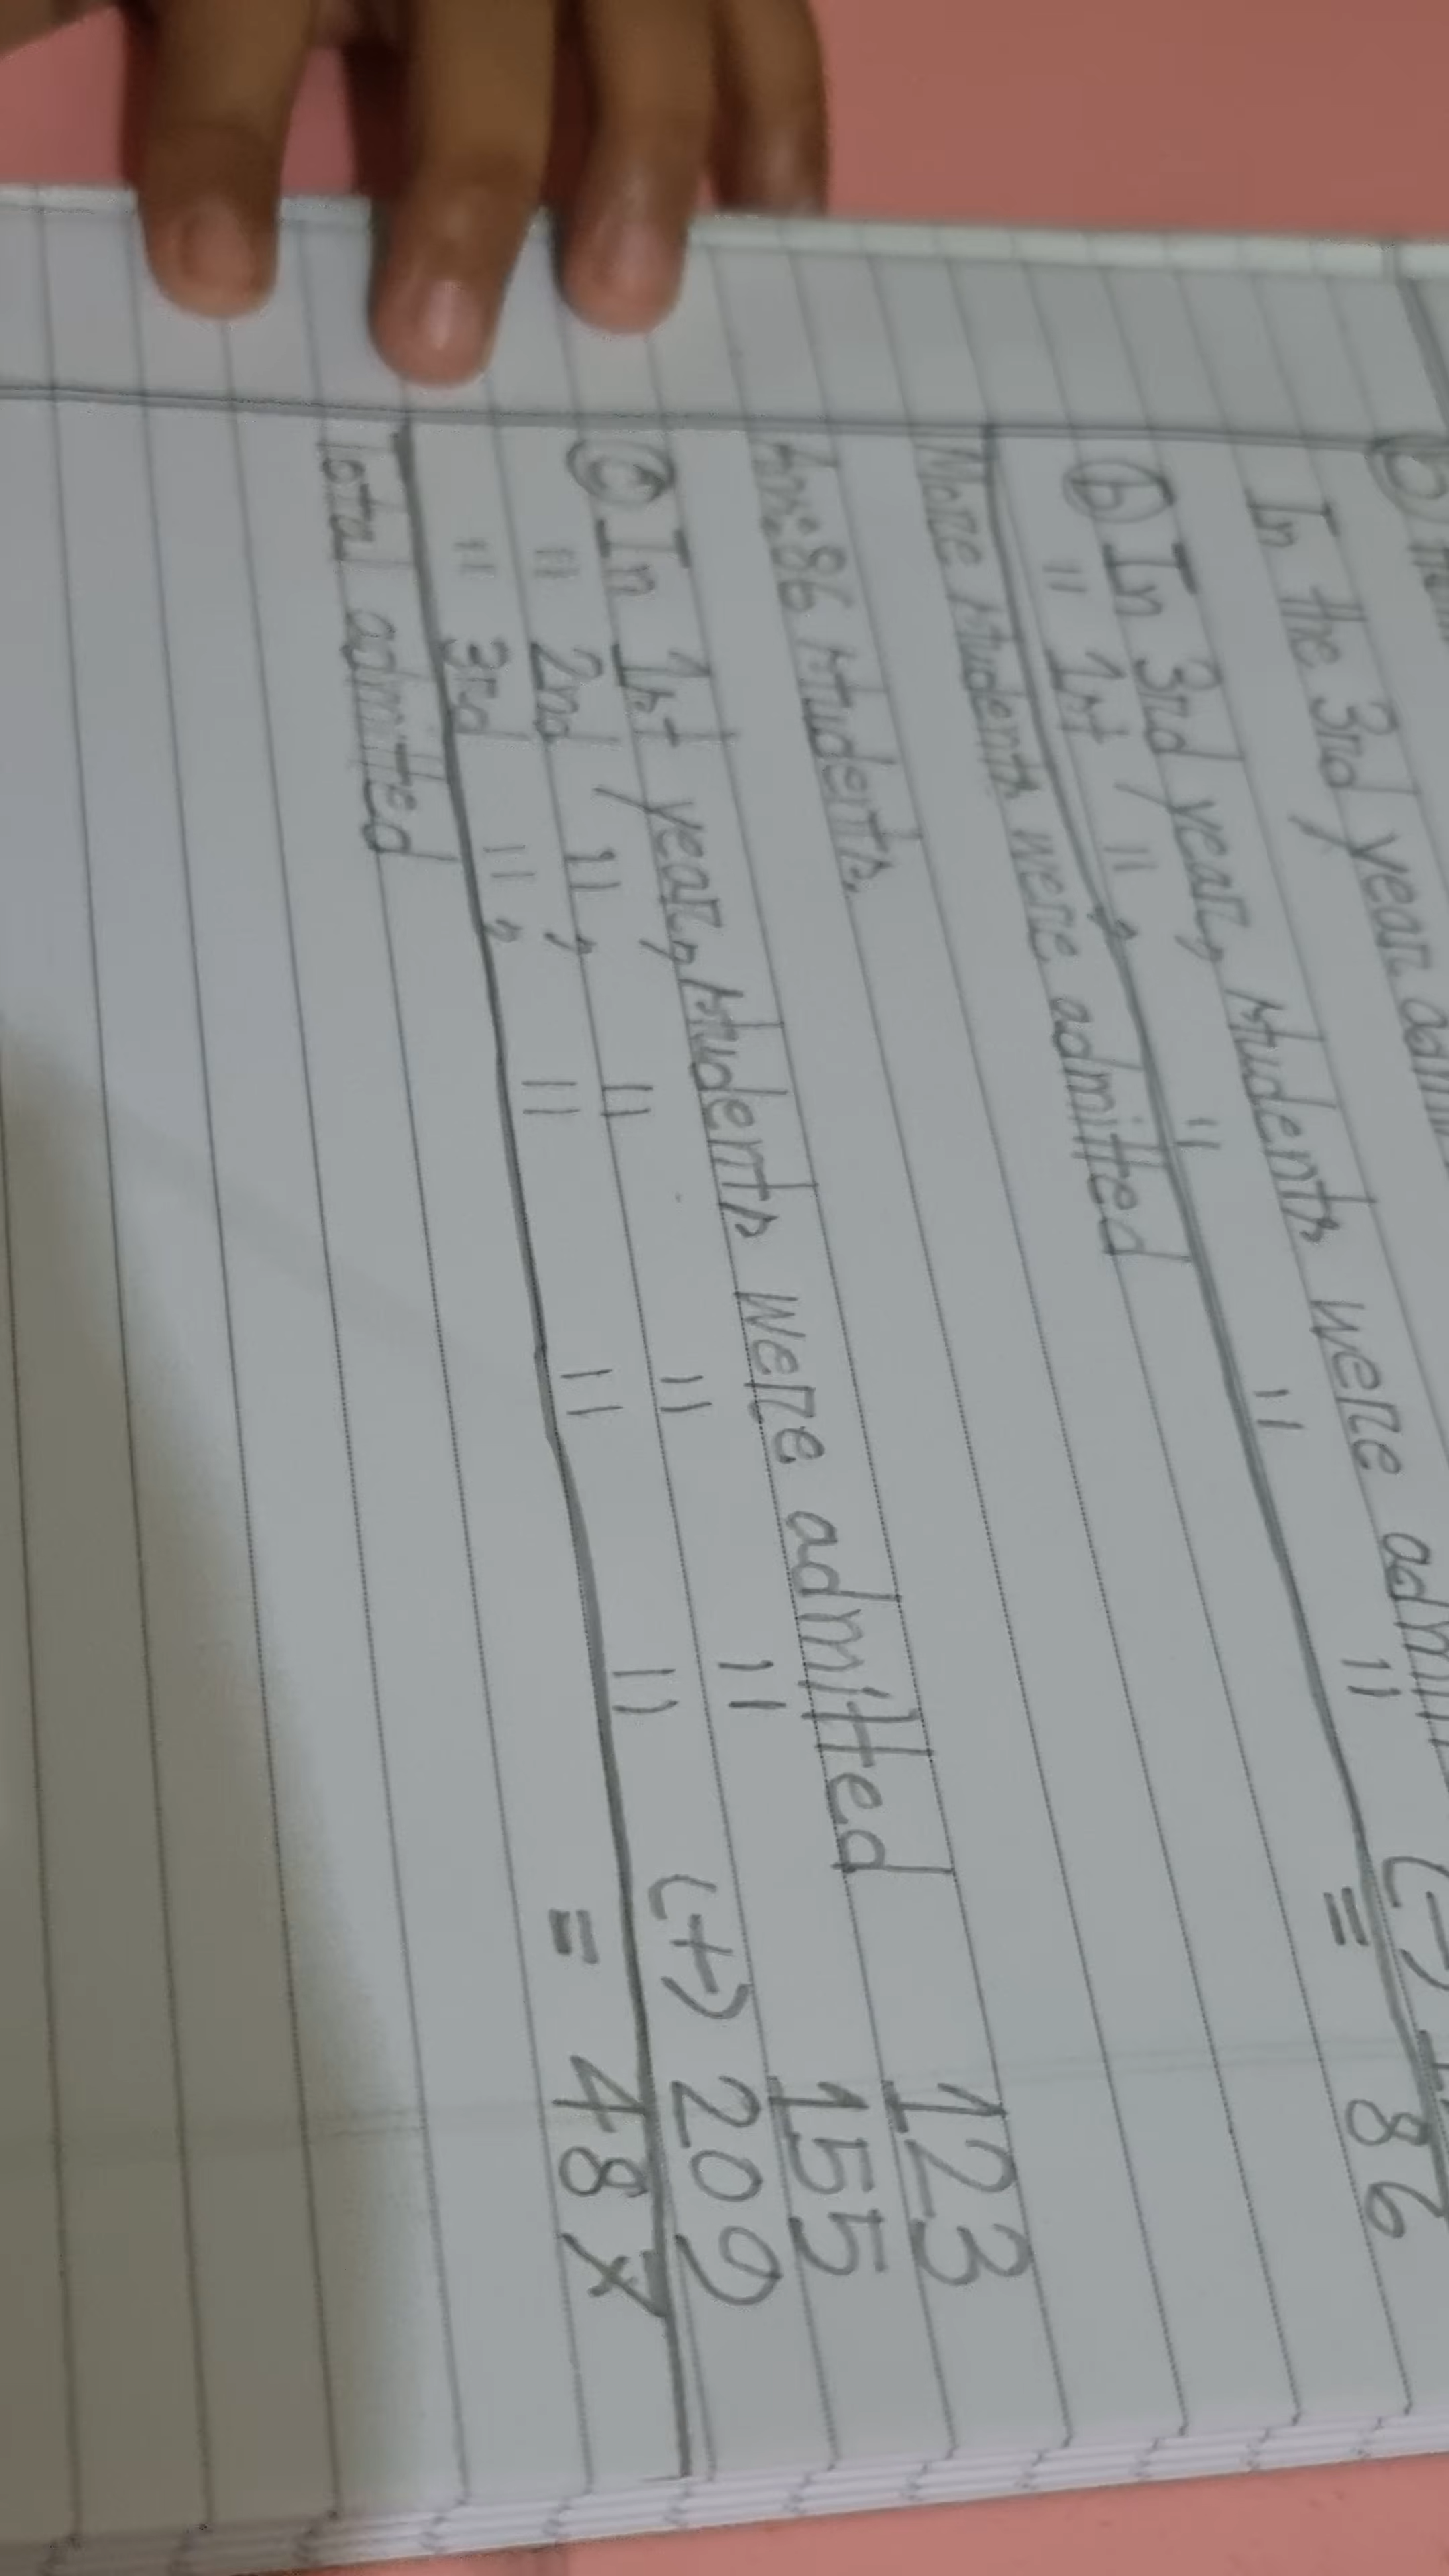 In the 3rd year
ⓑ In 3rd year, students were
" 1st ", " " " (-)
More students were admitted = 86
Ans: 86 students.
ⓒ In 1st year, students were admitted 123
" 2nd ", " " " 155
" 3rd ", " " " (+) 209
Total admitted = 487